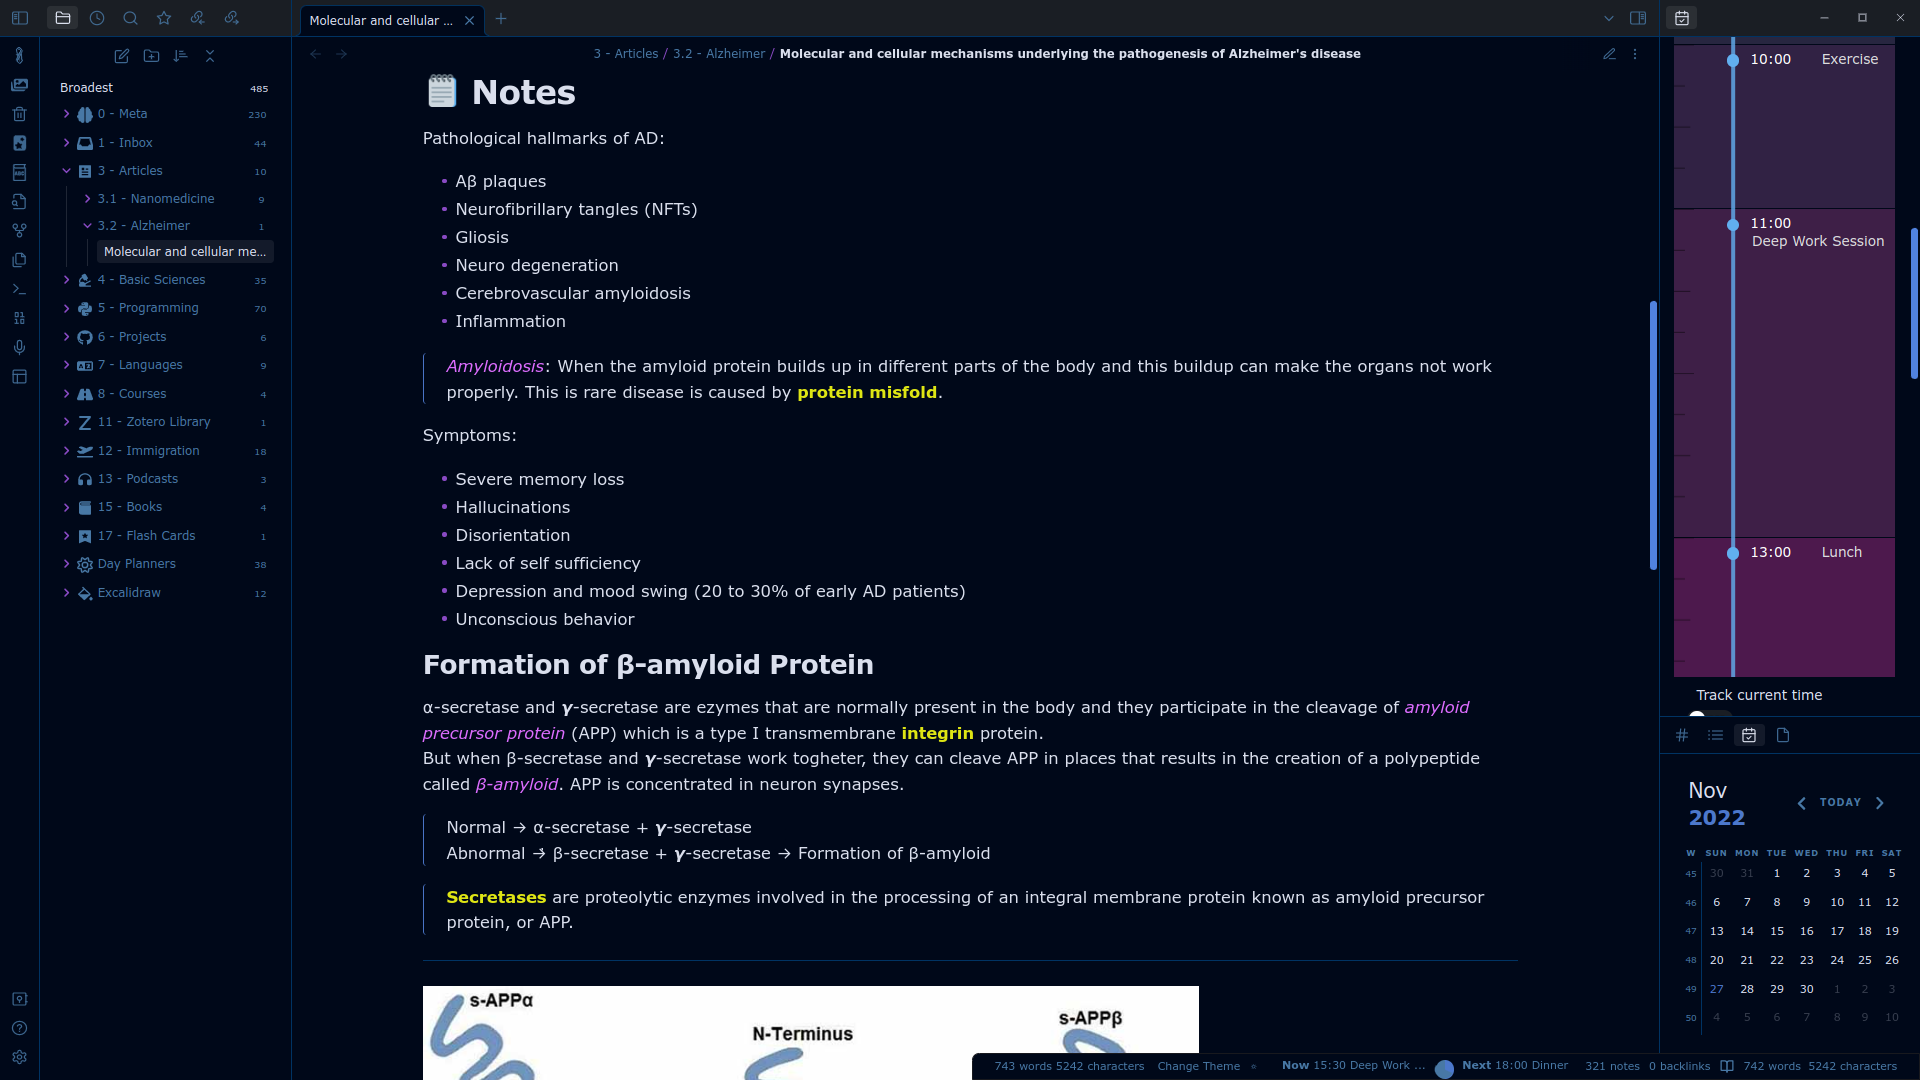 Molecular and cellular ...
Broadest 485
0 - Meta 230
1 - Inbox 44
3 - Articles 10
3.1 - Nanomedicine 9
3.2 - Alzheimer 1
Molecular and cellular me...
4 - Basic Sciences 35
5 - Programming 70
6 - Projects 6
7 - Languages 9
8 - Courses 4
11 - Zotero Library 1
12 - Immigration 18
13 - Podcasts 3
15 - Books 4
17 - Flash Cards 1
Day Planners 38
Excalidraw 12
3 - Articles / 3.2 - Alzheimer / Molecular and cellular mechanisms underlying the pathogenesis of Alzheimer's disease
Notes
Pathological hallmarks of AD:
• Aβ plaques
• Neurofibrillary tangles (NFTs)
• Gliosis
• Neuro degeneration
• Cerebrovascular amyloidosis
• Inflammation
Amyloidosis: When the amyloid protein builds up in different parts of the body and this buildup can make the organs not work
properly. This is rare disease is caused by protein misfold.
Symptoms:
• Severe memory loss
• Hallucinations
• Disorientation
• Lack of self sufficiency
• Depression and mood swing (20 to 30% of early AD patients)
• Unconscious behavior
Formation of β-amyloid Protein
α-secretase and γ-secretase are ezymes that are normally present in the body and they participate in the cleavage of amyloid
precursor protein (APP) which is a type I transmembrane integrin protein.
But when β-secretase and γ-secretase work togheter, they can cleave APP in places that results in the creation of a polypeptide
called β-amyloid. APP is concentrated in neuron synapses.
Normal → α-secretase + γ-secretase
Abnormal → β-secretase + γ-secretase → Formation of β-amyloid
Secretases are proteolytic enzymes involved in the processing of an integral membrane protein known as amyloid precursor
protein, or APP.
s-APPα
N-Terminus
s-APPβ
10:00 Exercise
11:00
Deep Work Session
13:00 Lunch
Track current time
Nov
2022
TODAY
W SUN MON TUE WED THU FRI SAT
45 30 31 1 2 3 4 5
46 6 7 8 9 10 11 12
47 13 14 15 16 17 18 19
48 20 21 22 23 24 25 26
49 27 28 29 30 1 2 3
50 4 5 6 7 8 9 10
743 words 5242 characters Change Theme Now 15:30 Deep Work ... Next 18:00 Dinner 321 notes 0 backlinks 742 words 5242 characters